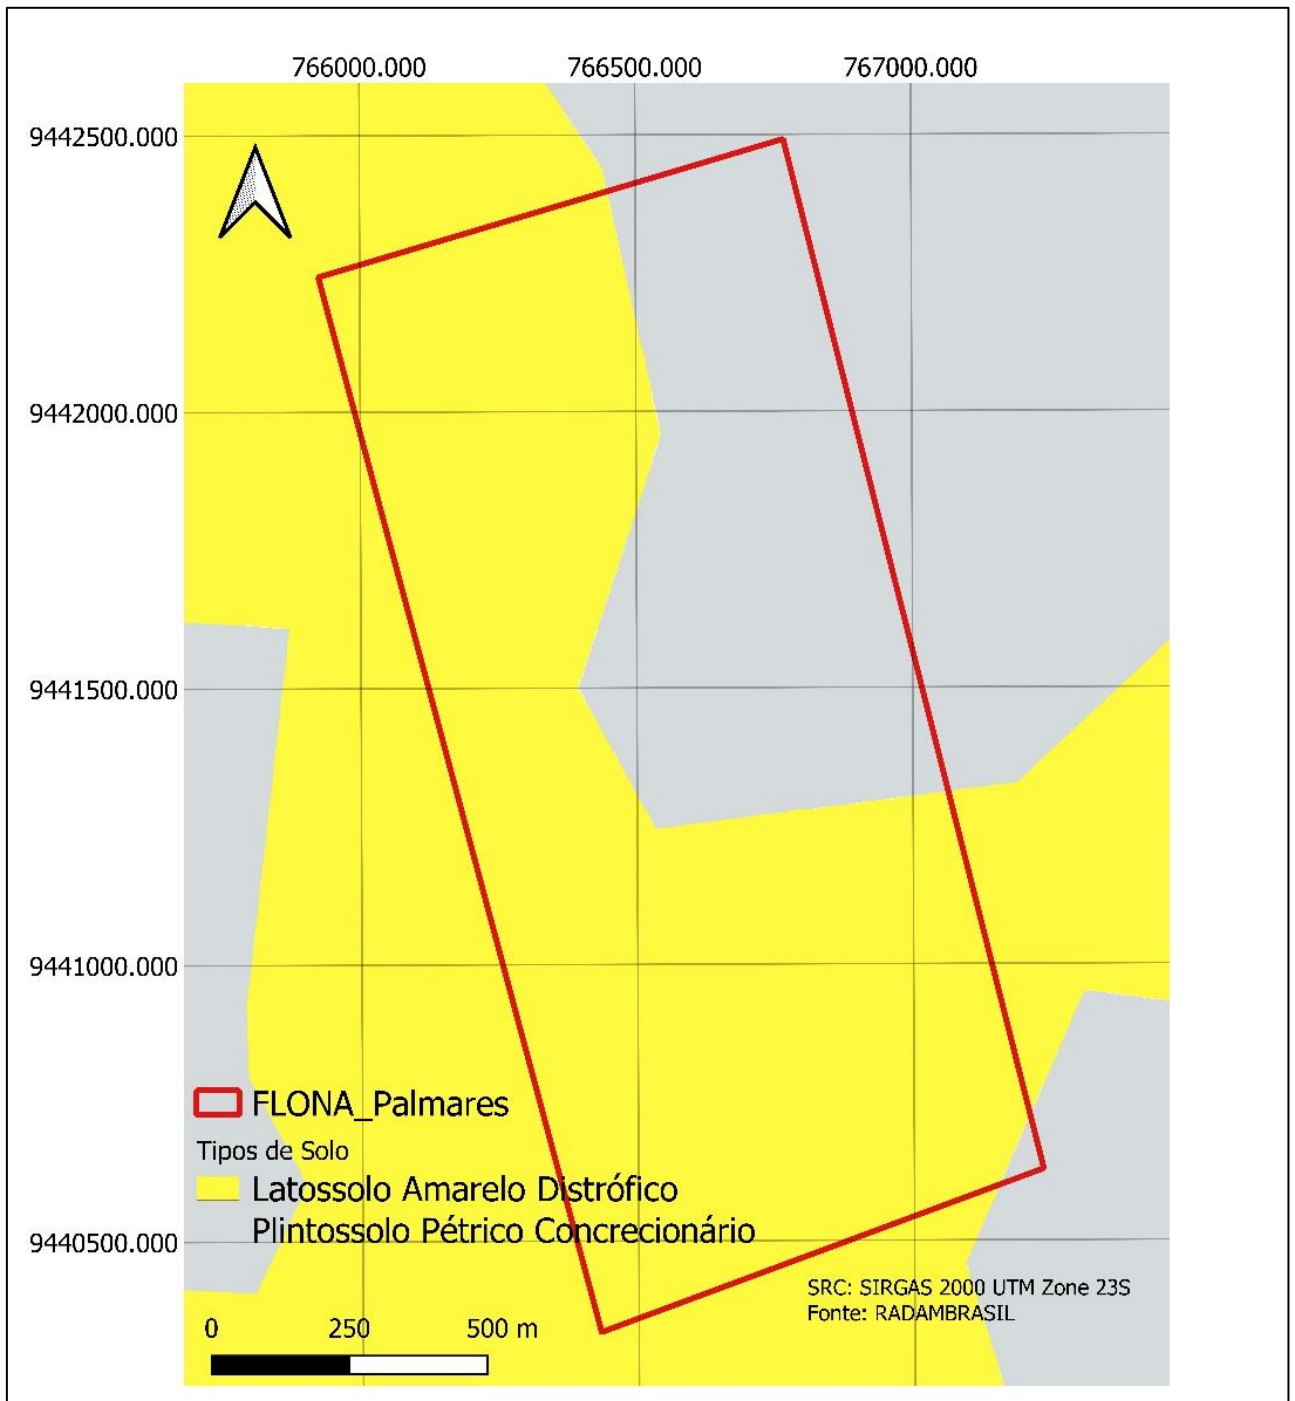 766000.000 766500.000 767000.000
9442500.000
9442000.000
9441500.000
9441000.000
9440500.000
FLONA_Palmares
Tipos de Solo
Latossolo Amarelo Distrófico
Plintossolo Pétrico Concrecionário
SRC: SIRGAS 2000 UTM Zone 23S
Fonte: RADAMBRASIL
0 250 500 m